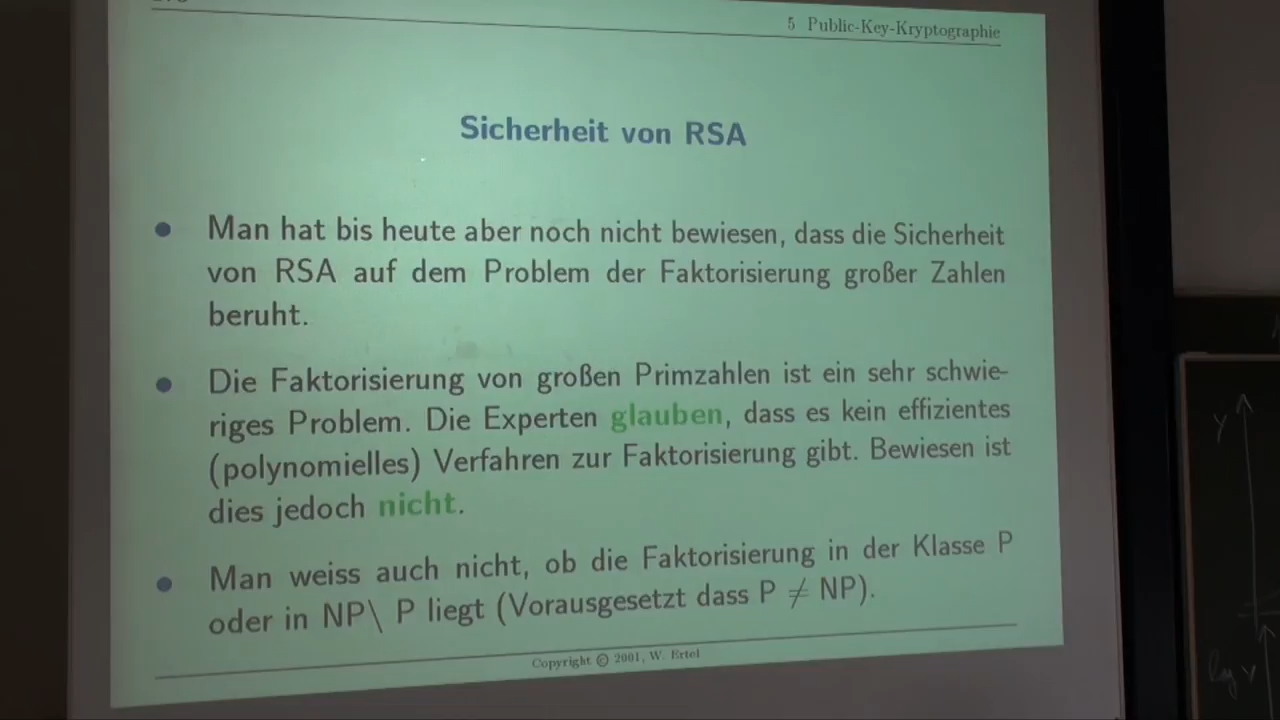 5 Public-Key-Kryptographie
Sicherheit von RSA
• Man hat bis heute aber noch nicht bewiesen, dass die Sicherheit
von RSA auf dem Problem der Faktorisierung großer Zahlen
beruht.
• Die Faktorisierung von großen Primzahlen ist ein sehr schwie-
riges Problem. Die Experten glauben, dass es kein effizientes
(polynomielles) Verfahren zur Faktorisierung gibt. Bewiesen ist
dies jedoch nicht.
• Man weiss auch nicht, ob die Faktorisierung in der Klasse P
oder in NP\ P liegt (Vorausgesetzt dass P ≠ NP).
Copyright © 2001, W. Ertel
y
log y